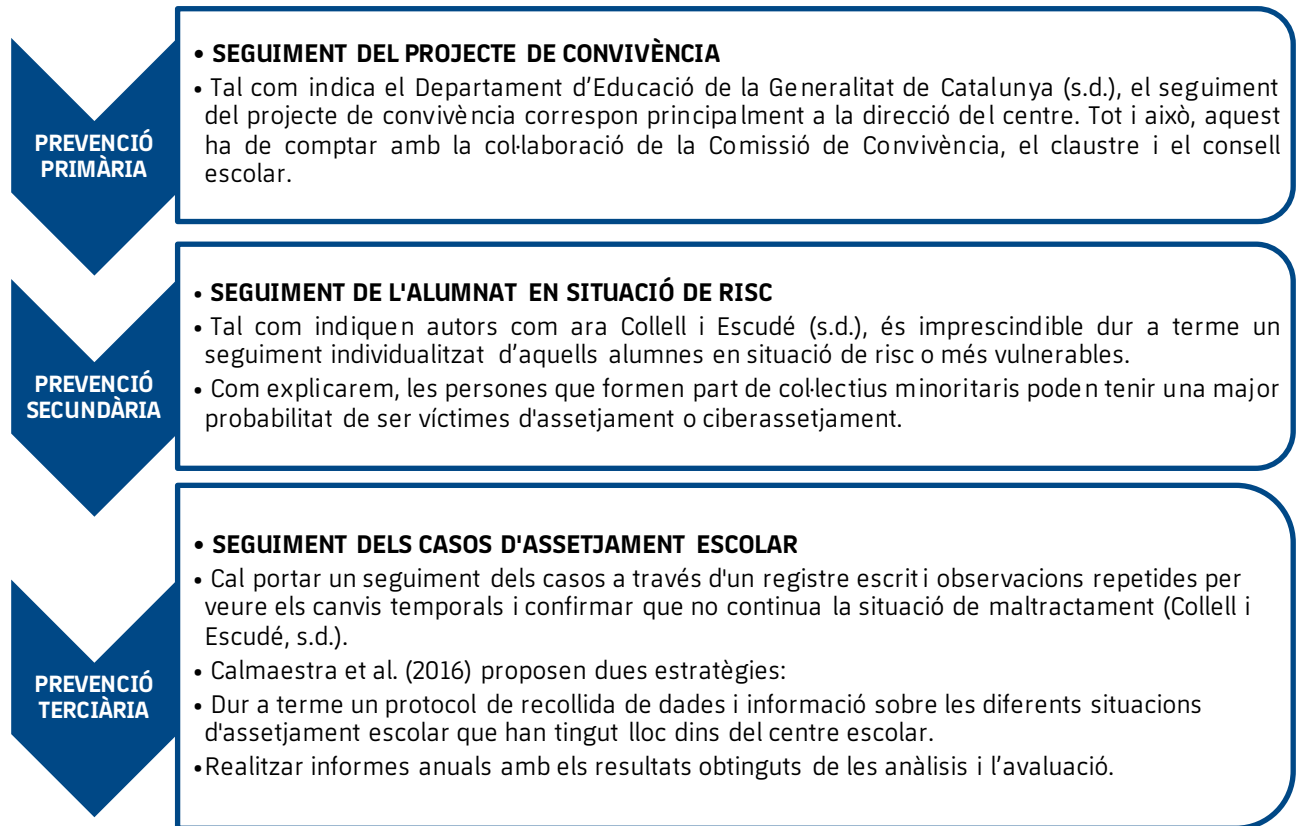 PREVENCIÓ
PRIMÀRIA
• SEGUIMENT DEL PROJECTE DE CONVIVÈNCIA
• Tal com indica el Departament d’Educació de la Generalitat de Catalunya (s.d.), el seguiment
del projecte de convivència correspon principalment a la direcció del centre. Tot i això, aquest
ha de comptar amb la col·laboració de la Comissió de Convivència, el claustre i el consell
escolar.
PREVENCIÓ
SECUNDÀRIA
• SEGUIMENT DE L'ALUMNAT EN SITUACIÓ DE RISC
• Tal com indiquen autors com ara Collell i Escudé (s.d.), és imprescindible dur a terme un
seguiment individualitzat d’aquells alumnes en situació de risc o més vulnerables.
• Com explicarem, les persones que formen part de col·lectius minoritaris poden tenir una major
probabilitat de ser víctimes d'assetjament o ciberassetjament.
PREVENCIÓ
TERCIÀRIA
• SEGUIMENT DELS CASOS D'ASSETJAMENT ESCOLAR
• Cal portar un seguiment dels casos a través d'un registre escrit i observacions repetides per
veure els canvis temporals i confirmar que no continua la situació de maltractament (Collell i
Escudé, s.d.).
• Calmaestra et al. (2016) proposen dues estratègies:
• Dur a terme un protocol de recollida de dades i informació sobre les diferents situacions
d'assetjament escolar que han tingut lloc dins del centre escolar.
•Realitzar informes anuals amb els resultats obtinguts de les anàlisis i l’avaluació.